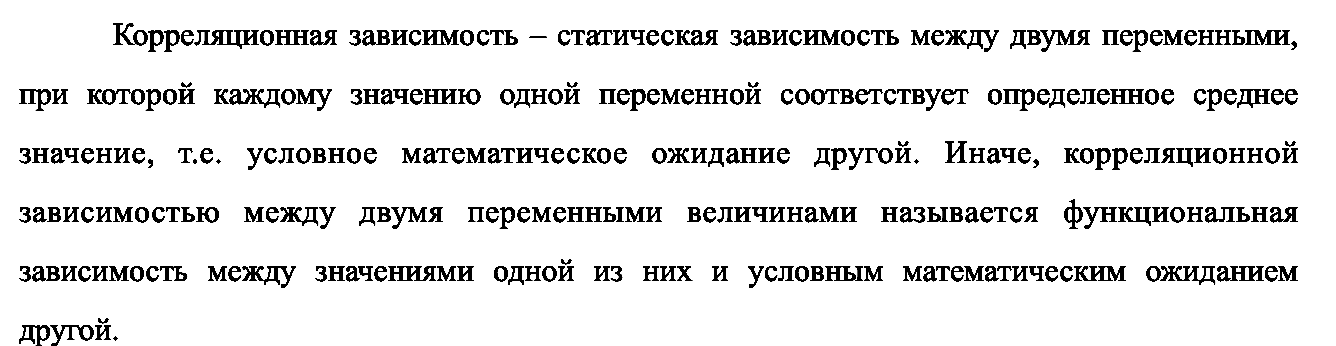 Корреляционная зависимость – статическая зависимость между двумя переменными,
при которой каждому значению одной переменной соответствует определенное среднее
значение, т.е. условное математическое ожидание другой. Иначе, корреляционной
зависимостью между двумя переменными величинами называется функциональная
зависимость между значениями одной из них и условным математическим ожиданием
другой.